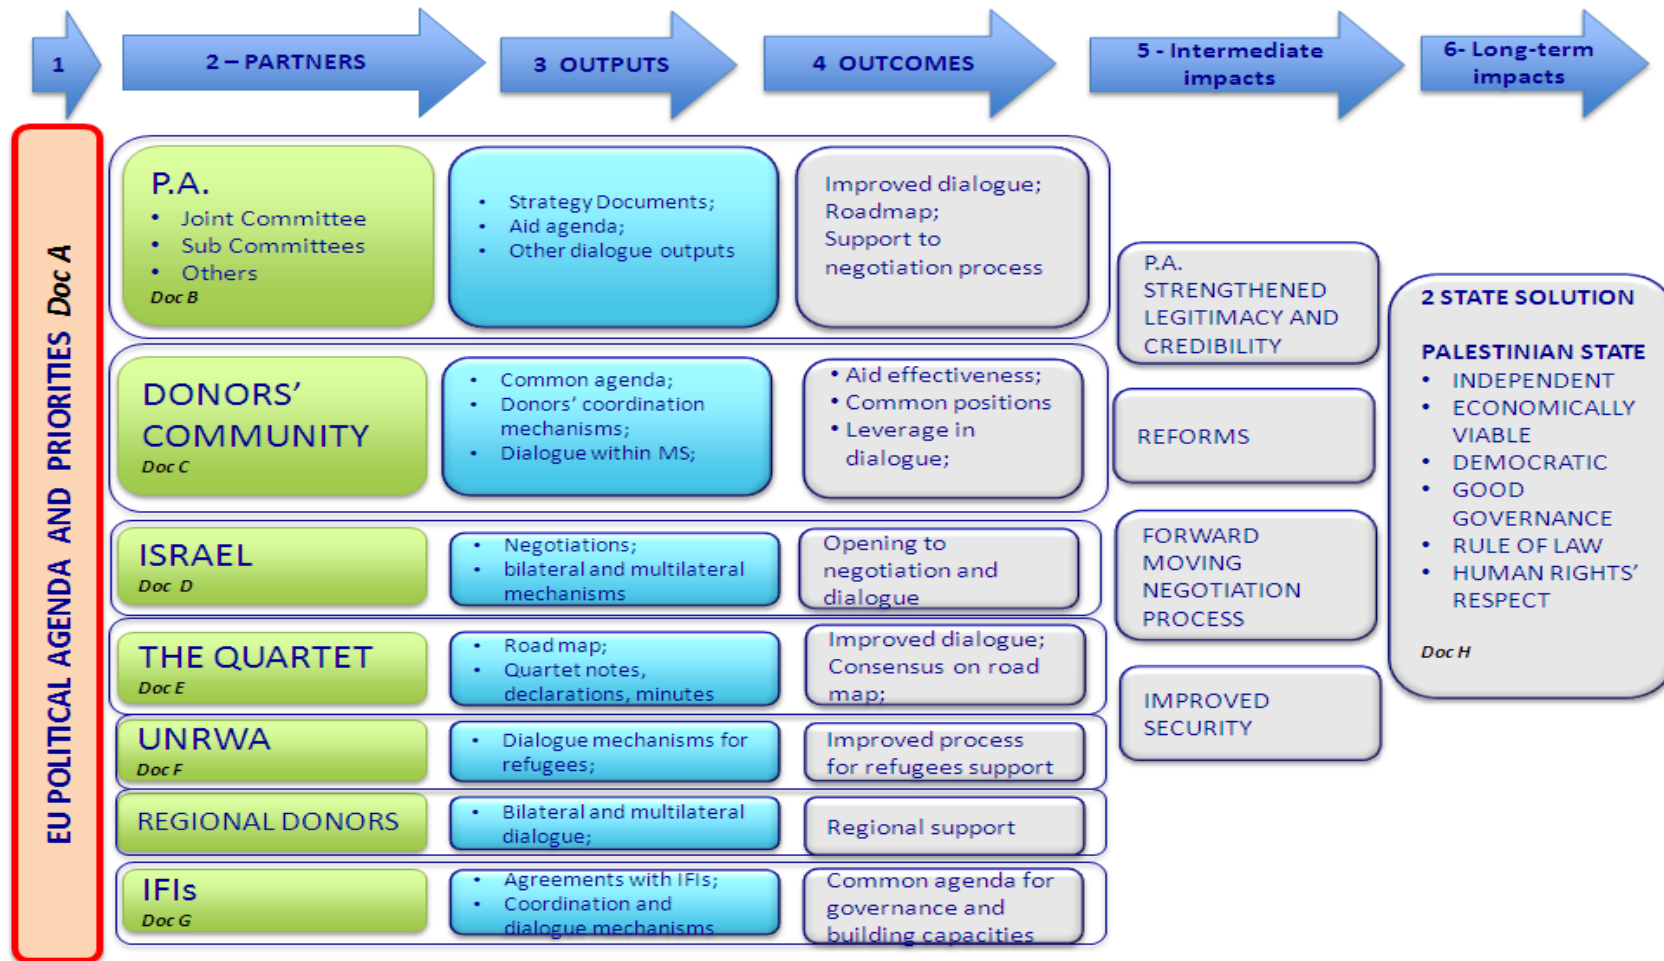 1
2 – PARTNERS
3 OUTPUTS
4 OUTCOMES
5 - Intermediate
impacts
6- Long-term
impacts
EU POLITICAL AGENDA AND PRIORITIES Doc A
P.A.
• Joint Committee
• Sub Committees
• Others
Doc B
• Strategy Documents;
• Aid agenda;
• Other dialogue outputs
Improved dialogue;
Roadmap;
Support to
negotiation process
DONORS’
COMMUNITY
Doc C
• Common agenda;
• Donors’ coordination
mechanisms;
• Dialogue within MS;
• Aid effectiveness;
• Common positions
• Leverage in
dialogue;
ISRAEL
Doc D
• Negotiations;
• bilateral and multilateral
mechanisms
Opening to
negotiation and
dialogue
THE QUARTET
Doc E
• Road map;
• Quartet notes,
declarations, minutes
Improved dialogue;
Consensus on road
map;
UNRWA
Doc F
• Dialogue mechanisms for
refugees;
Improved process
for refugees support
REGIONAL DONORS
• Bilateral and multilateral
dialogue;
Regional support
IFIs
Doc G
• Agreements with IFIs;
• Coordination and
dialogue mechanisms
Common agenda for
governance and
building capacities
P.A.
STRENGTHENED
LEGITIMACY AND
CREDIBILITY
REFORMS
FORWARD
MOVING
NEGOTIATION
PROCESS
IMPROVED
SECURITY
2 STATE SOLUTION
PALESTINIAN STATE
• INDEPENDENT
• ECONOMICALLY
VIABLE
• DEMOCRATIC
• GOOD
GOVERNANCE
• RULE OF LAW
• HUMAN RIGHTS’
RESPECT
Doc H